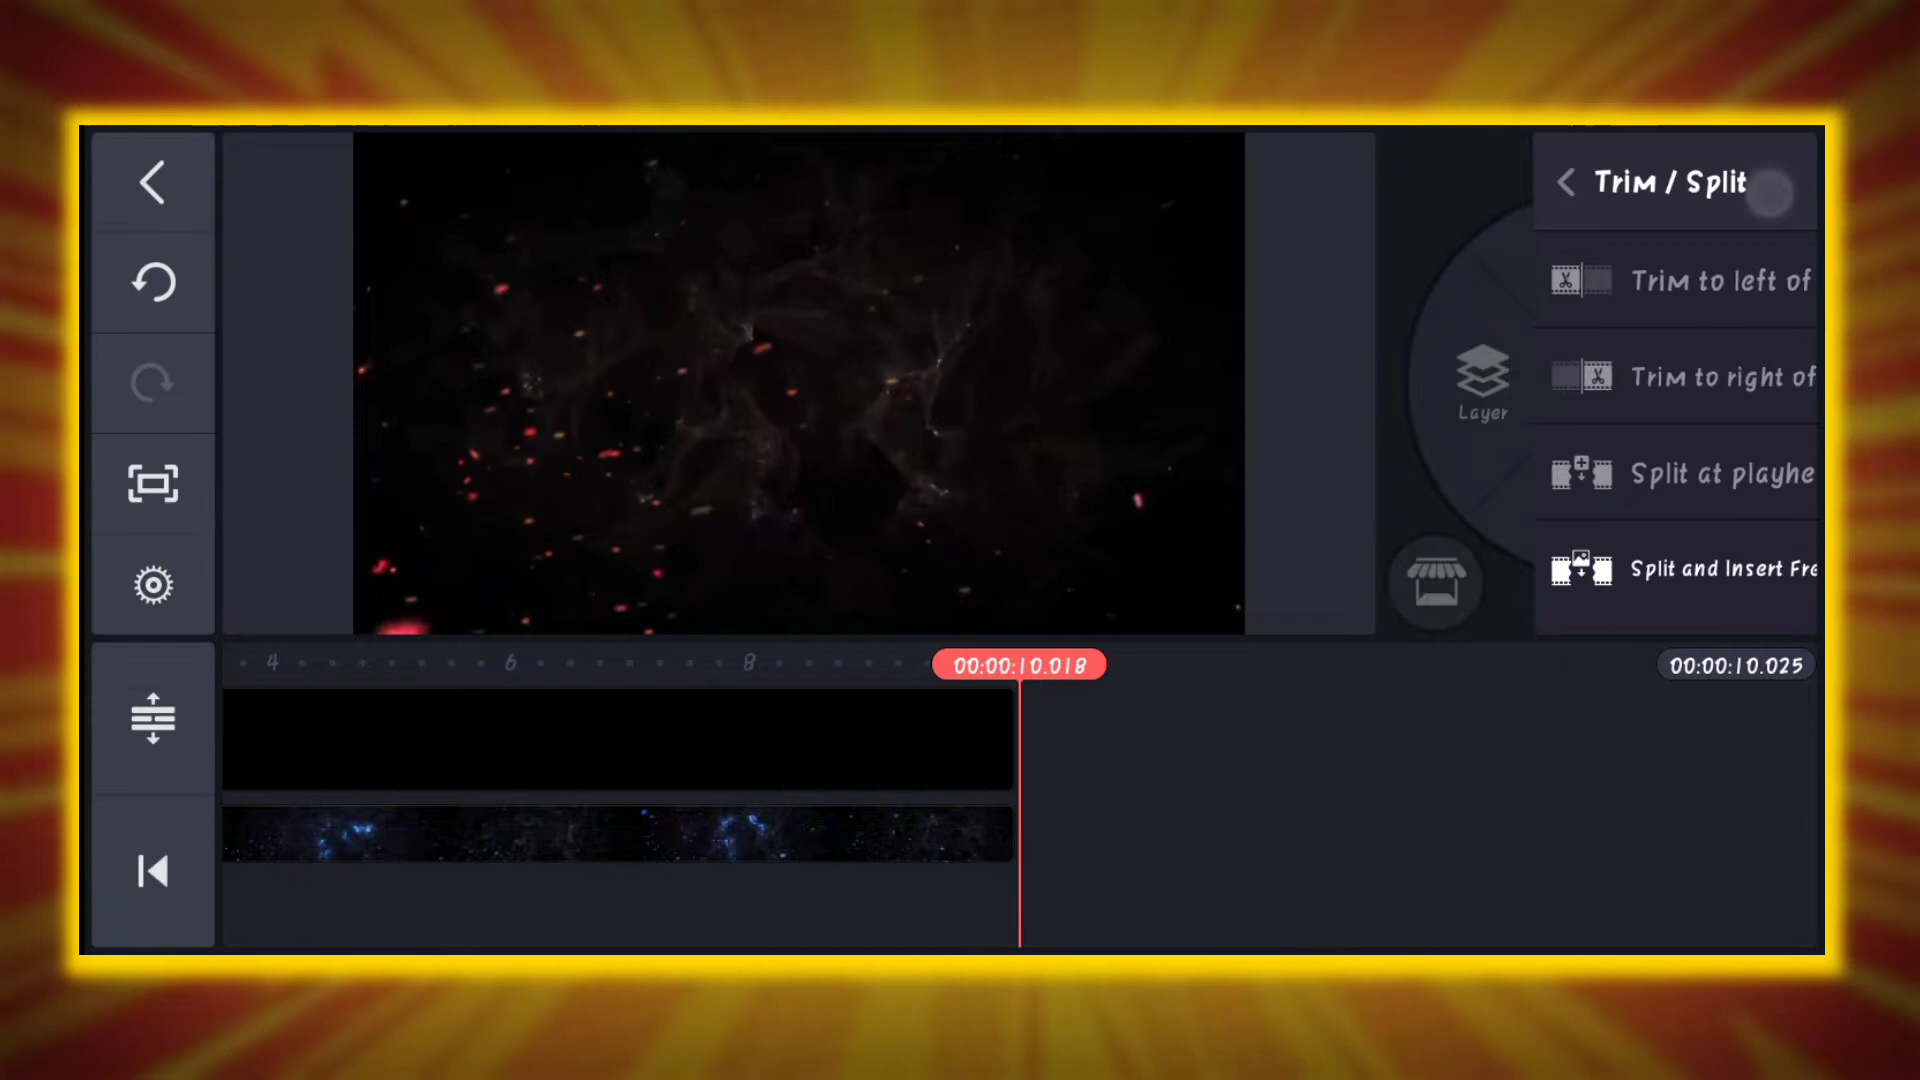 Trim / Split
Trim to left of
Trim to right of
Layer
Split at playhe
Split and Insert Fre
4
6
8
00:00:10.018
00:00:10.025